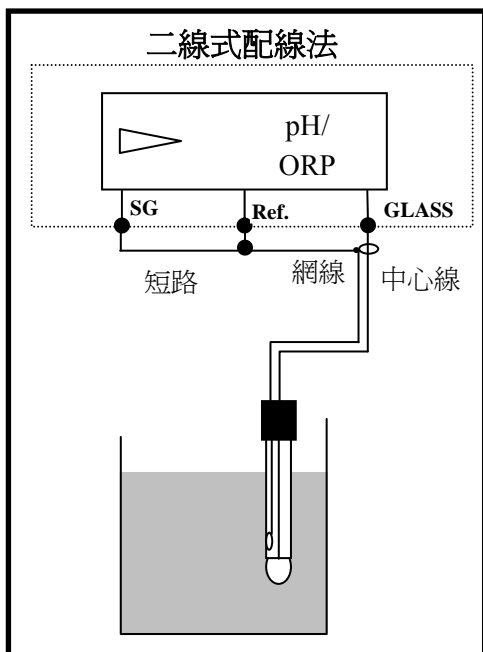 二線式配線法
pH/
ORP
SG
Ref.
GLASS
短路
網線
中心線